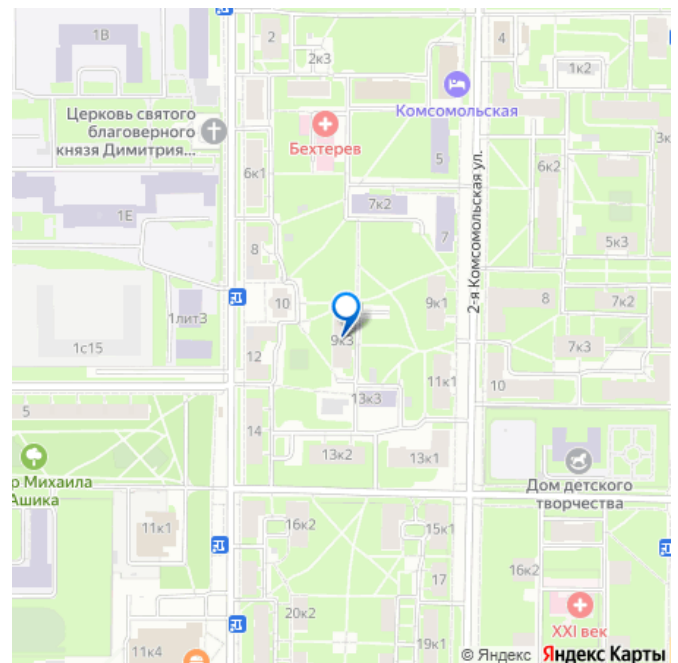 1В
2
2к3
4
1к2
Комсомольская
Церковь святого
благоверного
князя Димитрия...
Бехтерев
5
3к
6к2
6к1
7к2
1Е
7
5к3
8
2-я Комсомольская ул.
10
9к1
8
7к2
1лит3
9к3
1с15
12
7к3
11к1
10
13к3
5
14
13к2
13к1
р Михаила
Ашика
Дом детского
творчества
11к1
16к2
15к1
16к2
17
20к2
XXI век
19к1
11к4
© Яндекс Яндекс Карты